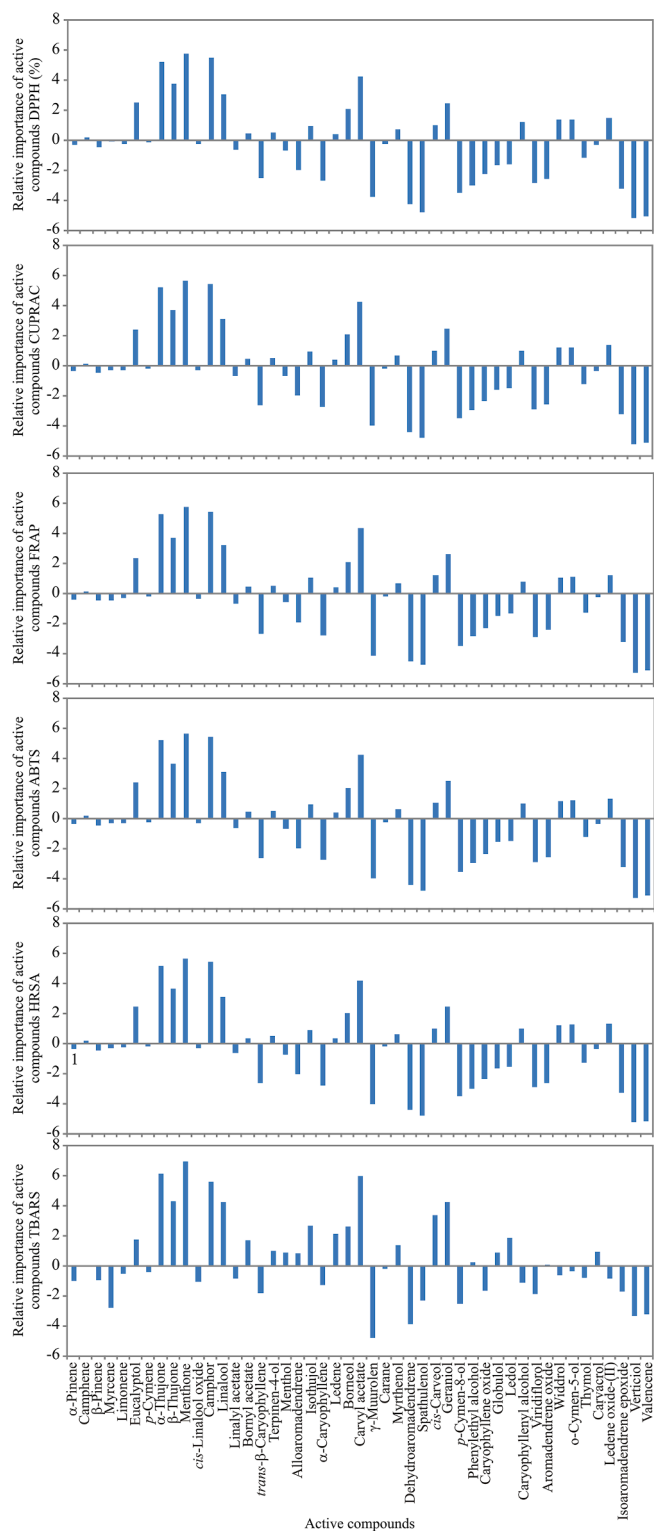 Relative importance of active
compounds DPPH (%)
8
6
4
2
0
-2
-4
-6
Relative importance of active
compounds CUPRAC
8
6
4
2
0
-2
-4
-6
Relative importance of active
compounds FRAP
8
6
4
2
0
-2
-4
-6
Relative importance of active
compounds ABTS
8
6
4
2
0
-2
-4
-6
Relative importance of active
compounds HRSA
8
6
4
2
0
-2
-4
-6
1
Relative importance of active
compounds TBARS
8
6
4
2
0
-2
-4
-6
α-Pinene
Camphene
β-Pinene
Myrcene
Limonene
Eucalyptol
p-Cymene
α-Thujone
β-Thujone
Menthone
cis-Linalool oxide
Camphor
Linalool
Linalyl acetate
Bornyl acetate
trans-β-Caryophyllene
Terpinen-4-ol
Menthol
Alloaromadendrene
Isothujol
α-Caryophyllene
Ledene
Borneol
Carvyl acetate
γ-Muurolen
Carane
Myrthenol
Dehydroaromadendrene
Spathulenol
cis-Carveol
Geraniol
p-Cymen-8-ol
Phenylethyl alcohol
Caryophyllene oxide
Globulol
Ledol
Caryophyllenyl alcohol
Viridiflorol
Aromadendrene oxide
Widdrol
o-Cymen-5-ol
Thymol
Caryacrol
Ledene oxide-(II)
Isoaromadendrene epoxide
Verticiol
Valencene
Active compounds